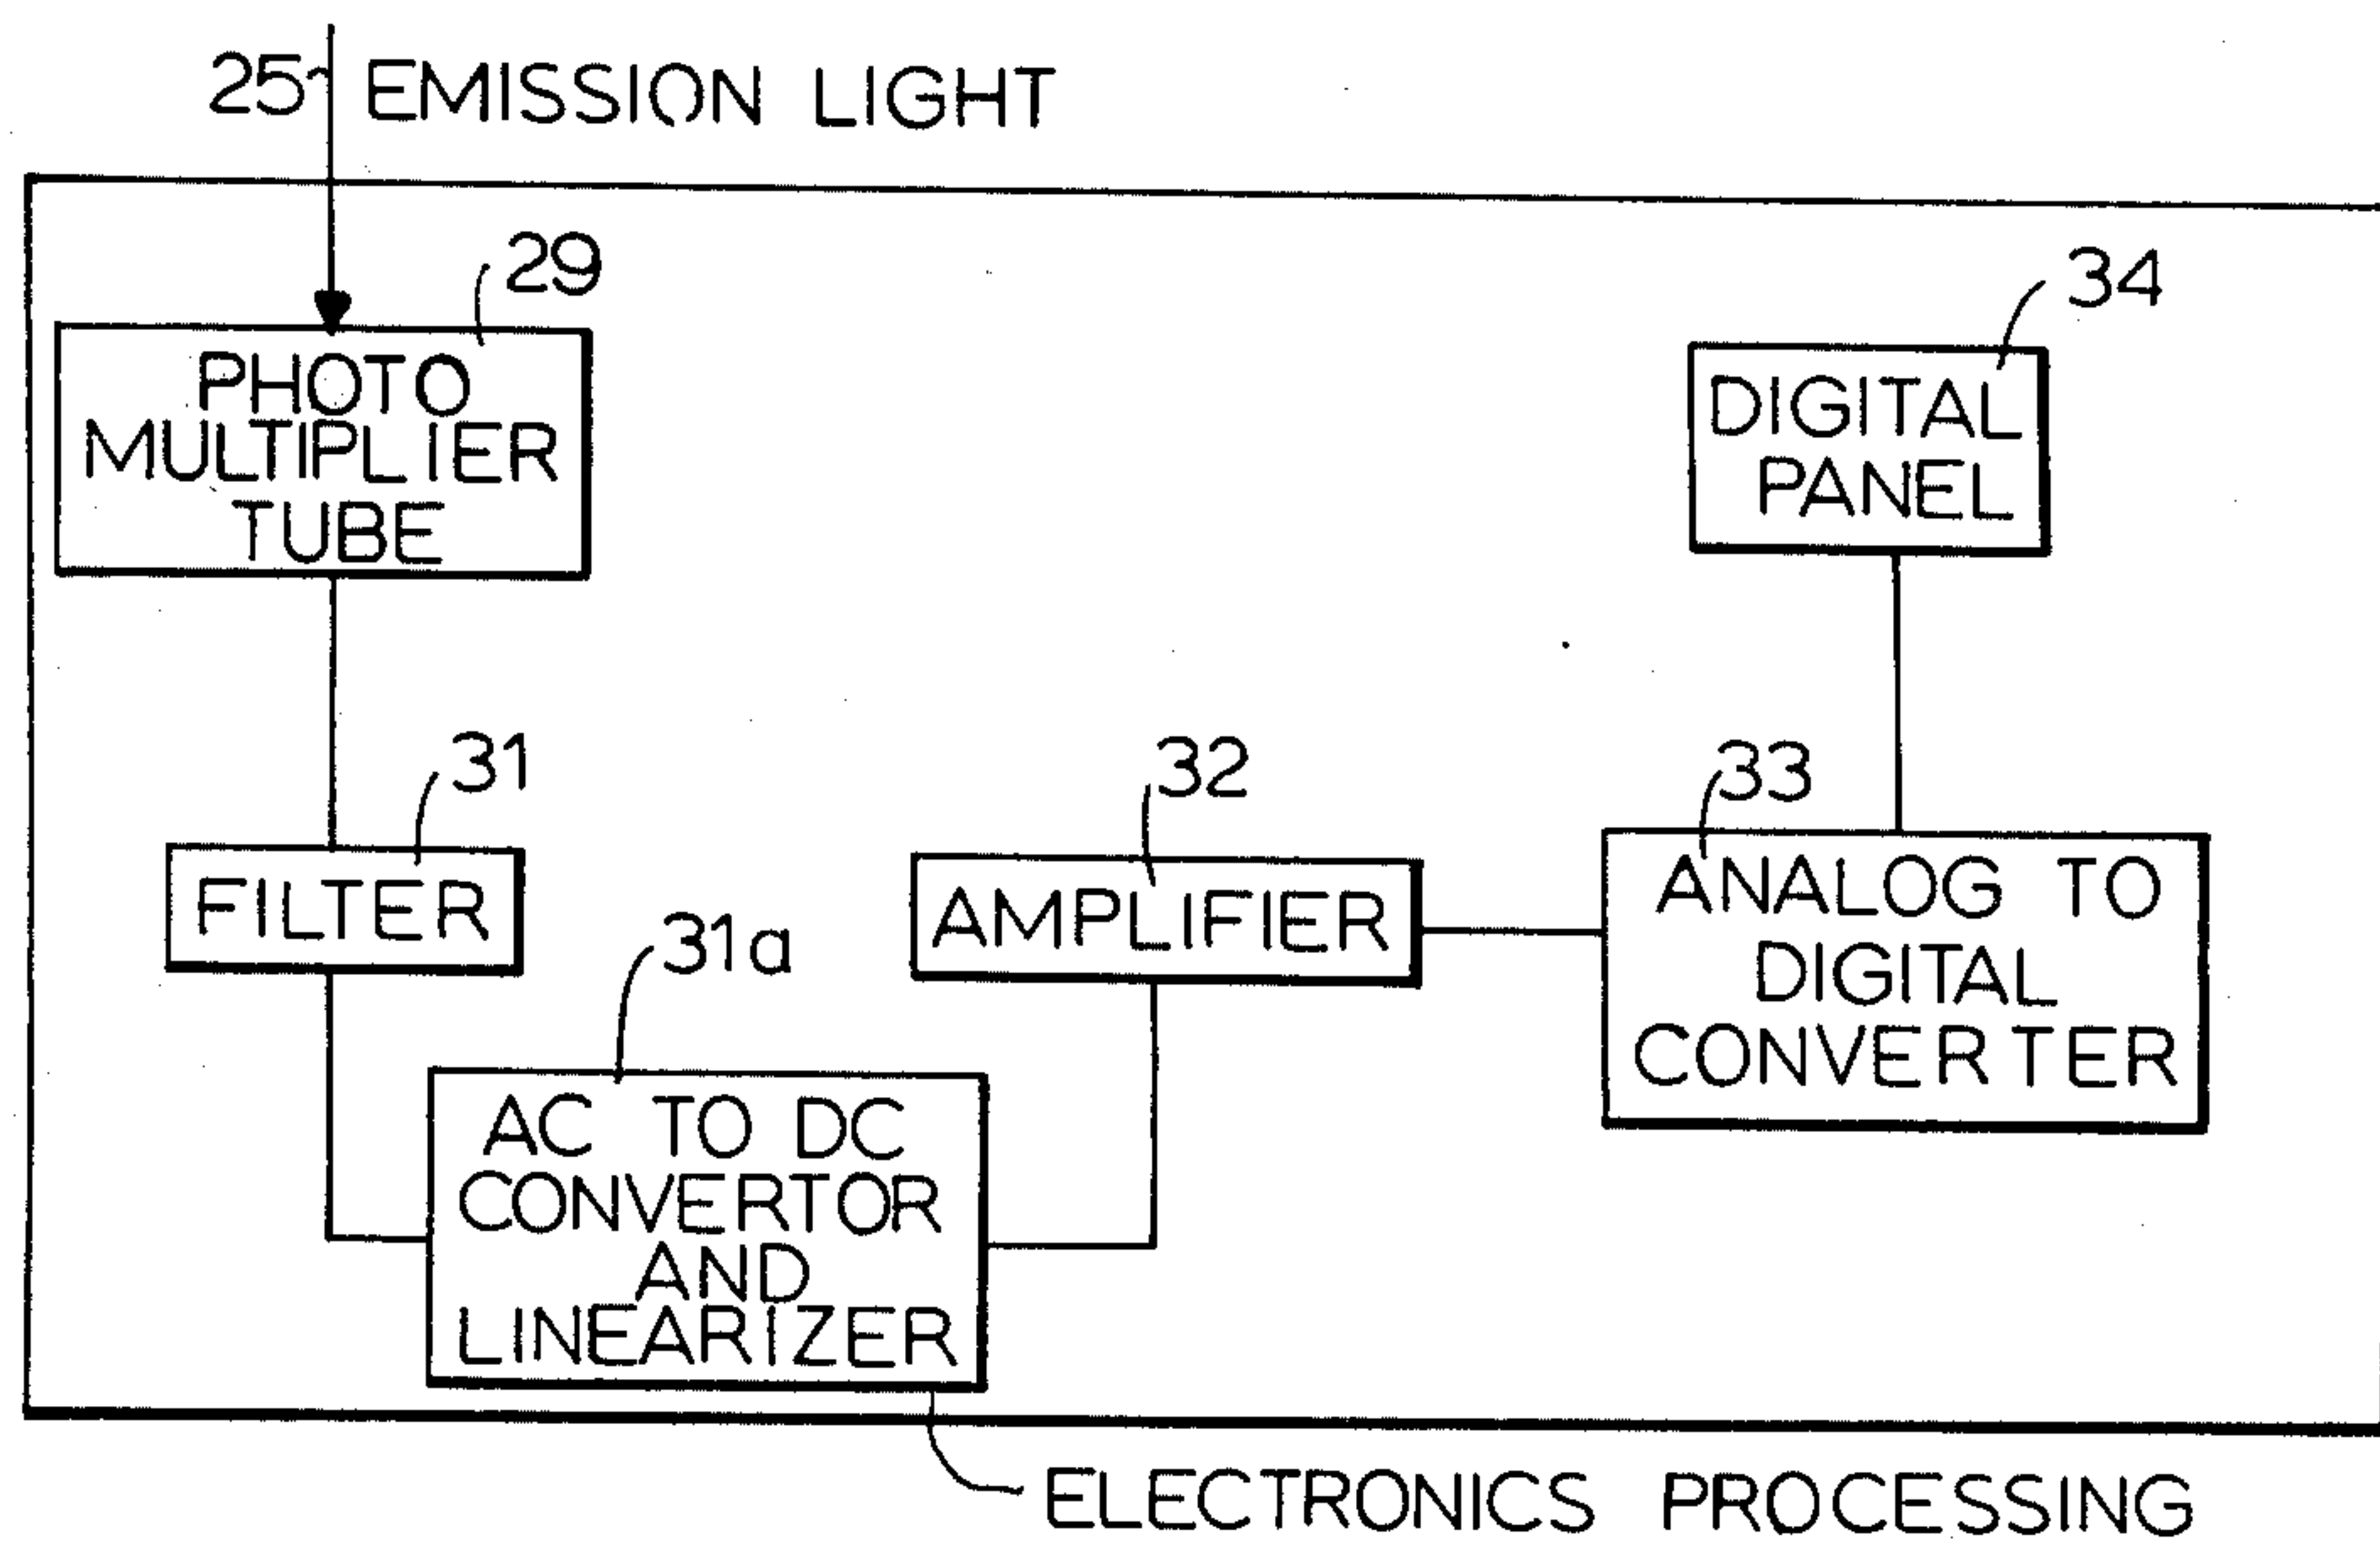 25 EMISSION LIGHT
29
PHOTO
MULTIPLIER
TUBE
34
DIGITAL
PANEL
31
FILTER
31a
AC TO DC
CONVERTOR
AND
LINEARIZER
32
AMPLIFIER
33
ANALOG TO
DIGITAL
CONVERTER
ELECTRONICS PROCESSING